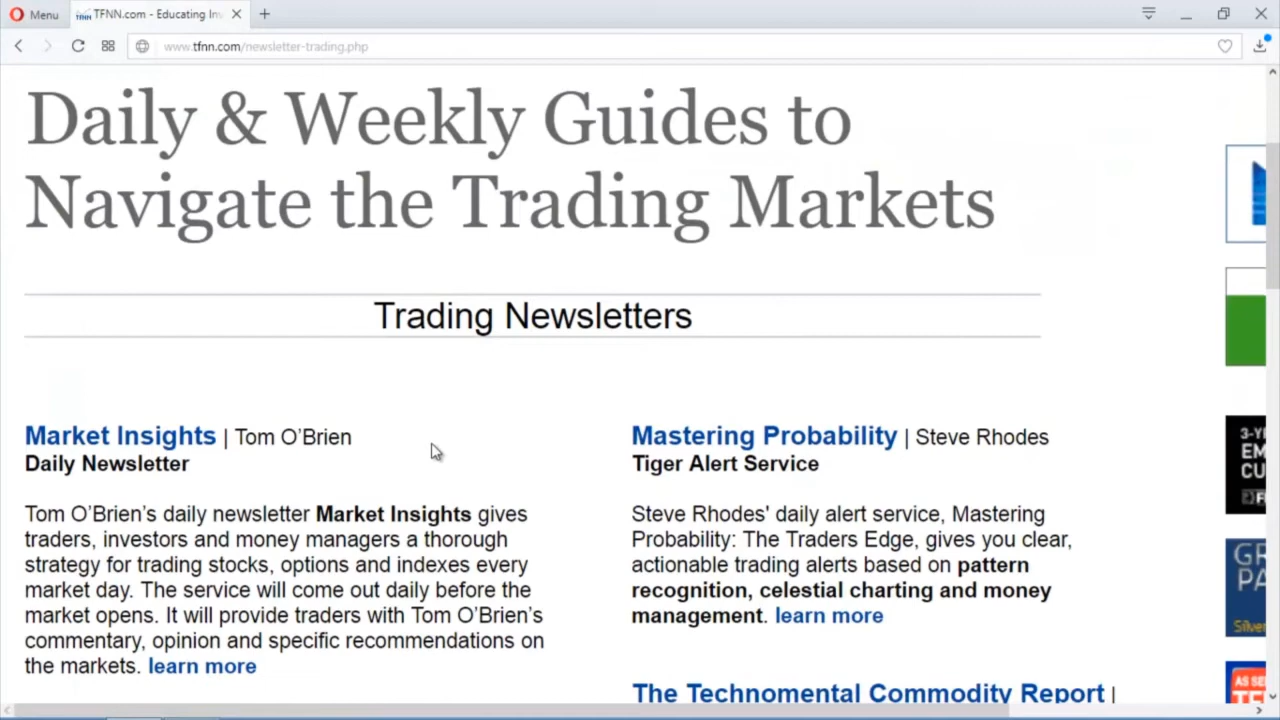 Menu
TFNN.com - Educating In
www.tfnn.com/newsletter-trading.php
Daily & Weekly Guides to
Navigate the Trading Markets
Trading Newsletters
Market Insights | Tom O’Brien
Daily Newsletter
Tom O’Brien’s daily newsletter Market Insights gives
traders, investors and money managers a thorough
strategy for trading stocks, options and indexes every
market day. The service will come out daily before the
market opens. It will provide traders with Tom O’Brien’s
commentary, opinion and specific recommendations on
the markets. learn more
Mastering Probability | Steve Rhodes
Tiger Alert Service
Steve Rhodes' daily alert service, Mastering
Probability: The Traders Edge, gives you clear,
actionable trading alerts based on pattern
recognition, celestial charting and money
management. learn more
The Technomental Commodity Report |
3-Y
EM
CU
GR
PA
Silver
AS SE